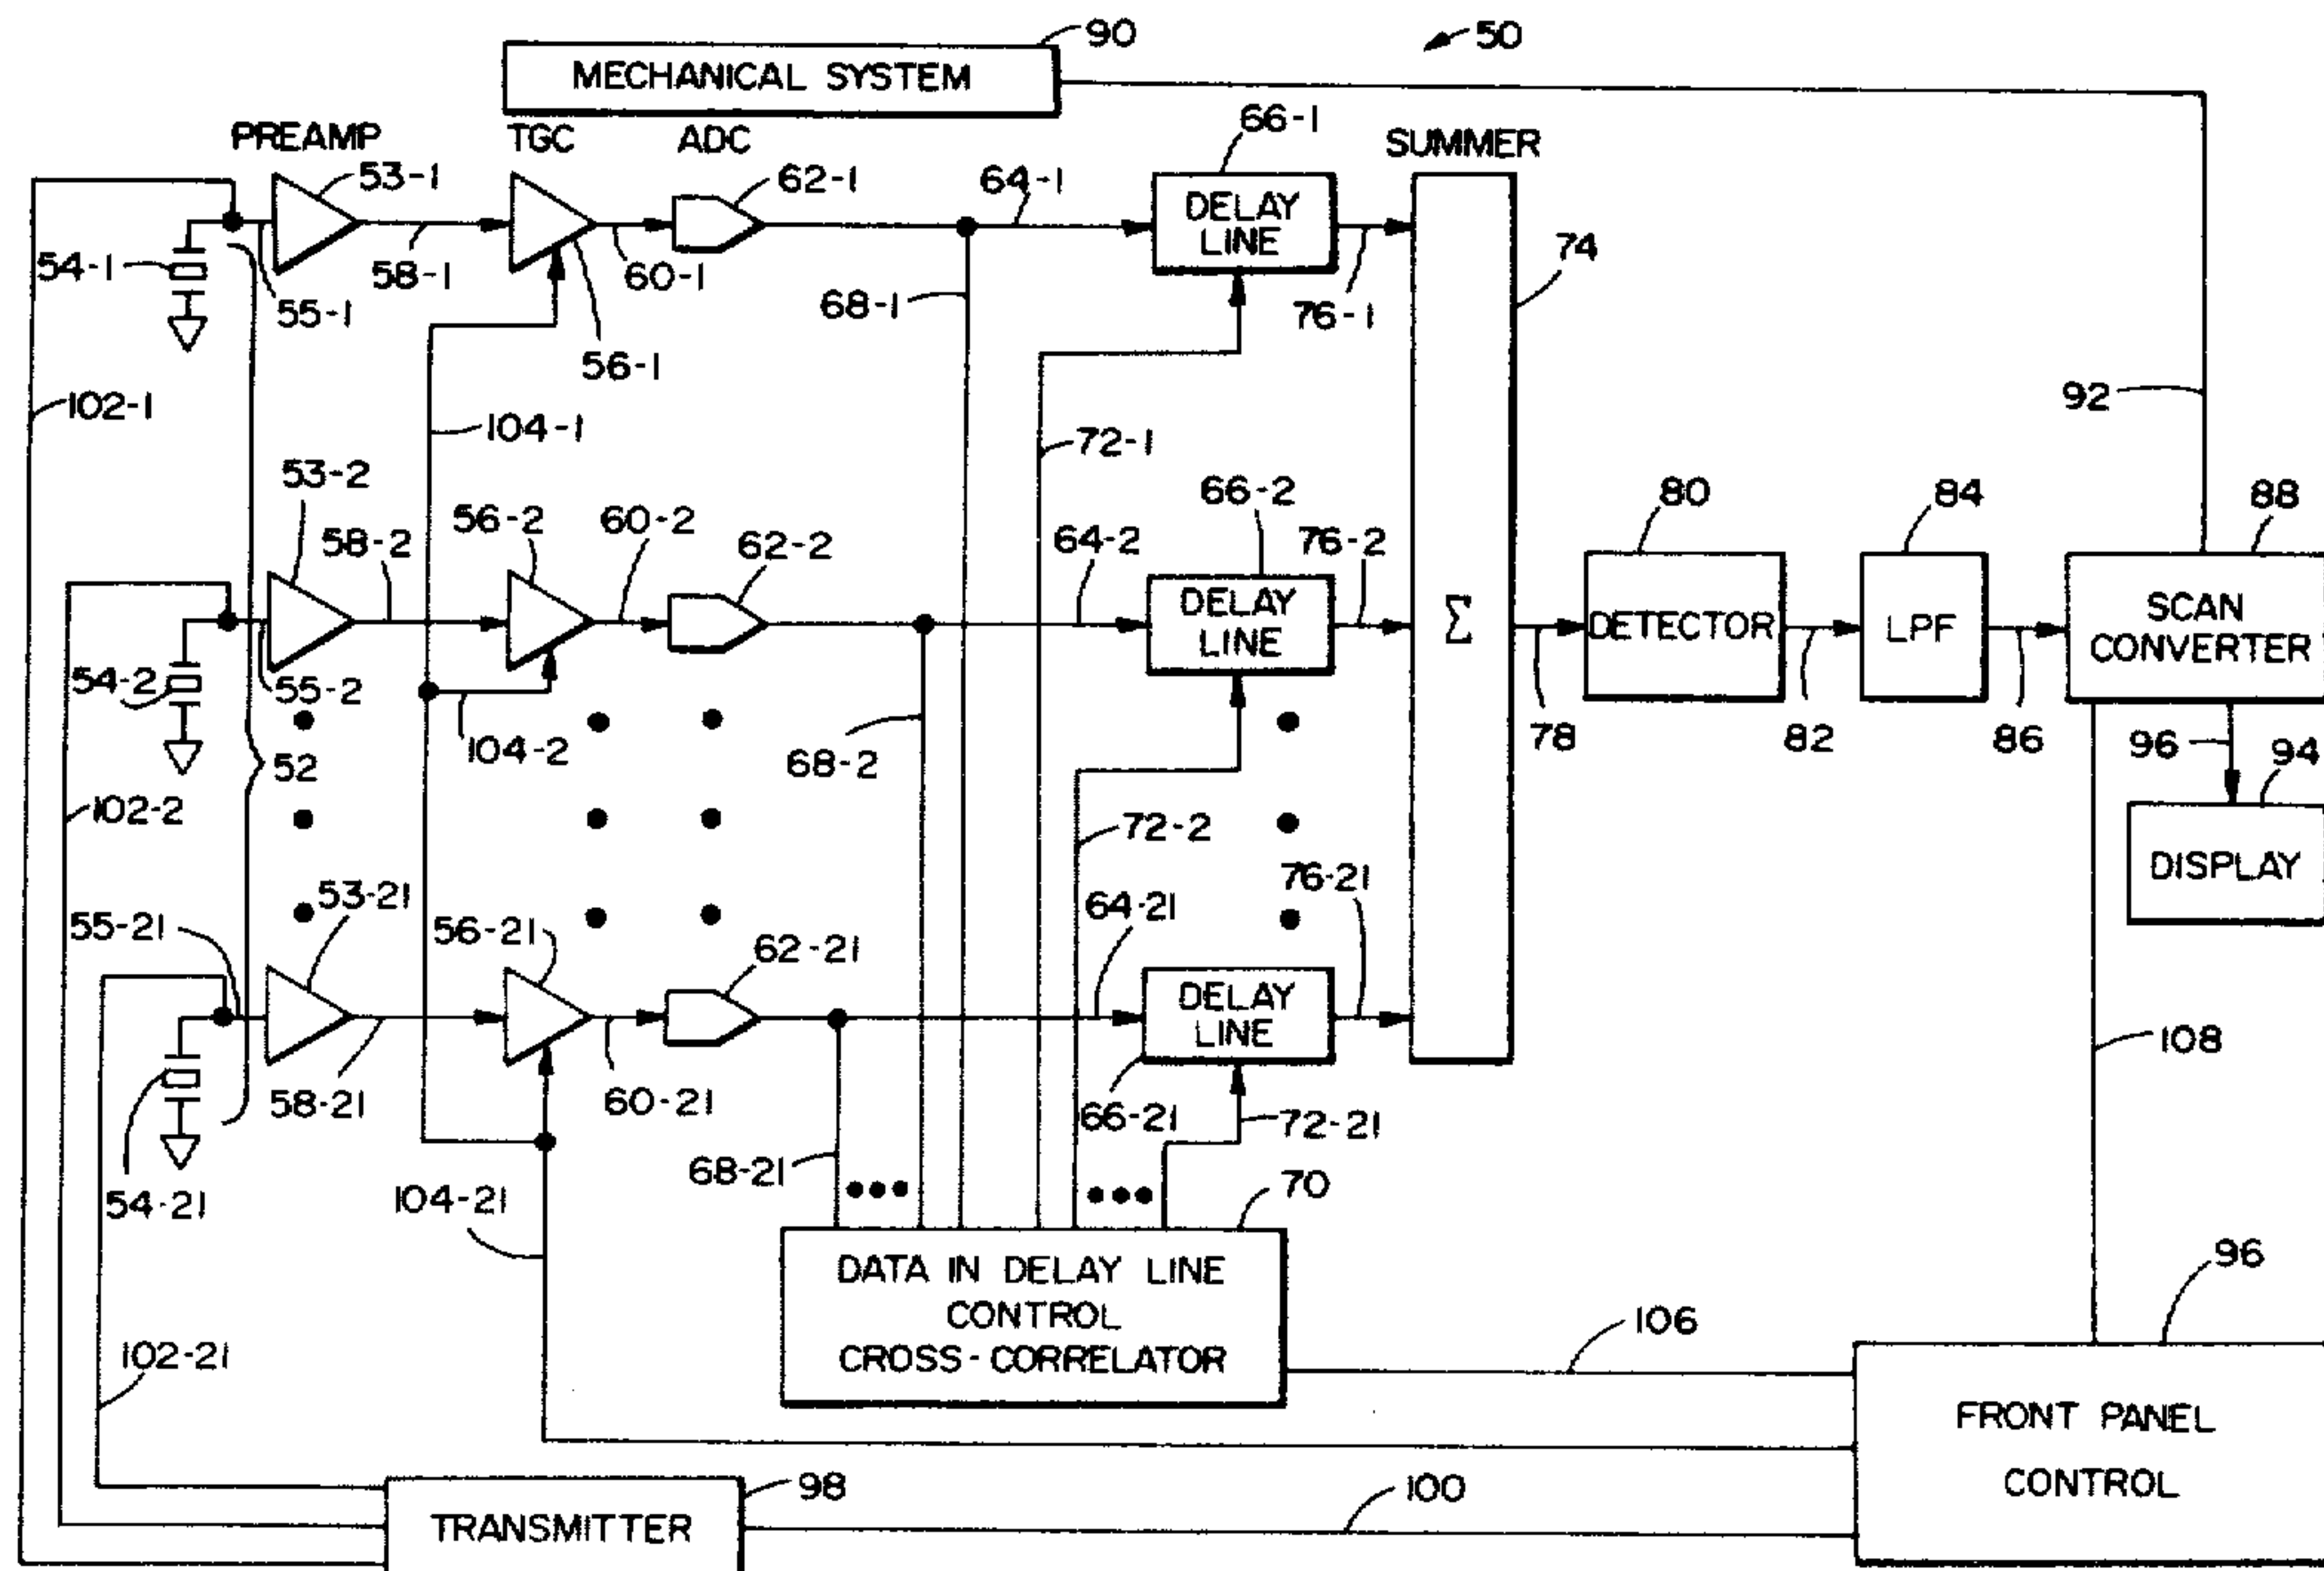 90
50
MECHANICAL SYSTEM
PREAMP
TGC
ADC
66-1
SUMMER
53-1
62-1
64-1
DELAY
LINE
74
54-1
58-1
60-1
55-1
68-1
76-1
56-1
102-1
104-1
92
72-1
53-2
66-2
80
84
88
56-2
60-2
58-2
62-2
64-2
76-2
DELAY
LINE
Σ
DETECTOR
LPF
SCAN
CONVERTER
54-2
55-2
104-2
52
68-2
78
82
86
96
94
102-2
72-2
DISPLAY
76-21
53-21
64-21
55-21
56-21
62-21
DELAY
LINE
108
58-21
60-21
66-21
72-21
68-21
70
54-21
104-21
96
DATA IN DELAY LINE
CONTROL
CROSS-CORRELATOR
106
102-21
FRONT PANEL
CONTROL
98
100
TRANSMITTER